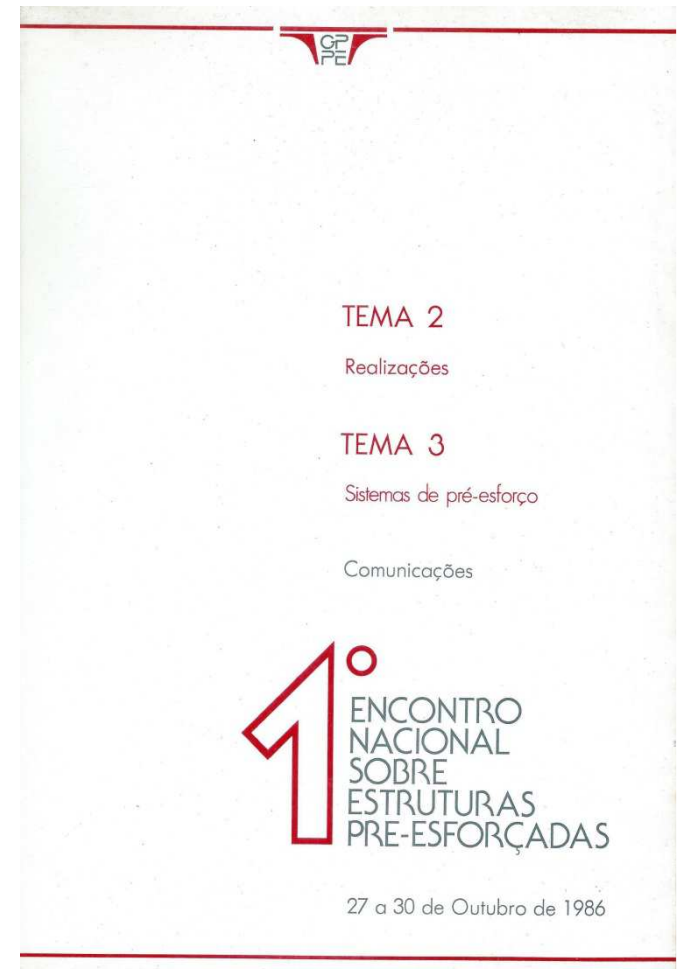 GP
PE
TEMA 2
Realizações
TEMA 3
Sistemas de pré-esforço
Comunicações
1º
ENCONTRO
NACIONAL
SOBRE
ESTRUTURAS
PRE-ESFORÇADAS
27 a 30 de Outubro de 1986